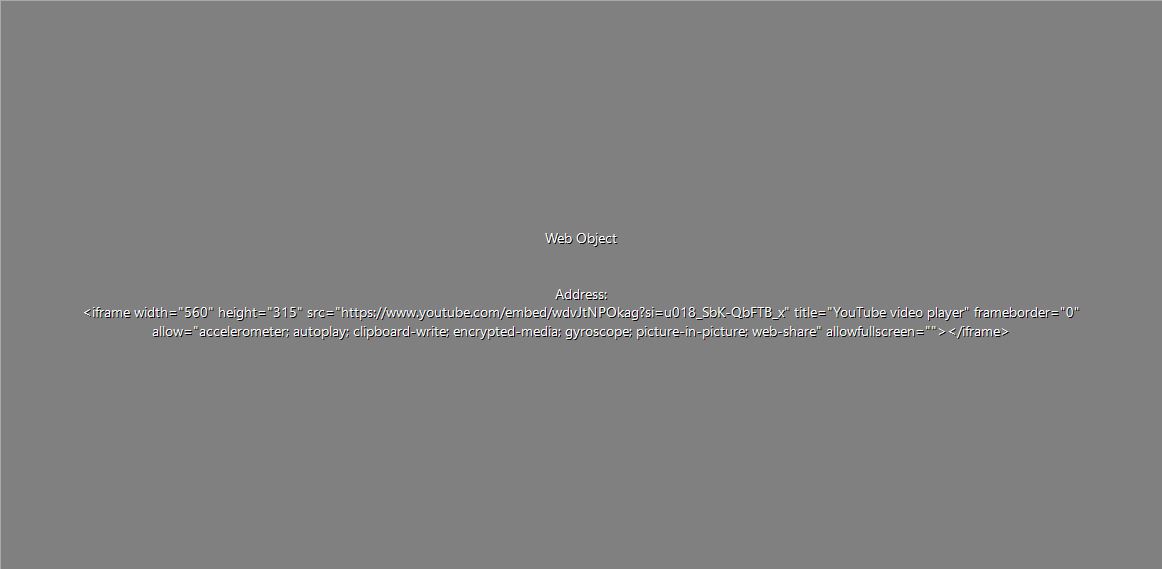 Web Object
Address:
<iframe width="560" height="315" src="https://www.youtube.com/embed/wdvJtNPOkag?si=u018_SbK-QbFTB_x" title="YouTube video player" frameborder="0"
allow="accelerometer; autoplay; clipboard-write; encrypted-media; gyroscope; picture-in-picture; web-share" allowfullscreen=""></iframe>